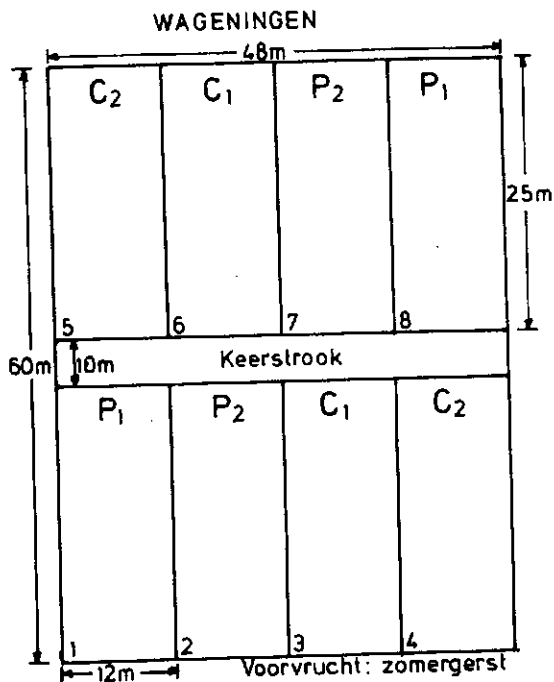 WAGENINGEN
48m
C₂ C₁ P₂ P₁
25m
5 6 7 8
60m 10m Keerstrook
P₁ P₂ C₁ C₂
1 2 3 4
12m Voorvrucht: zomergerst